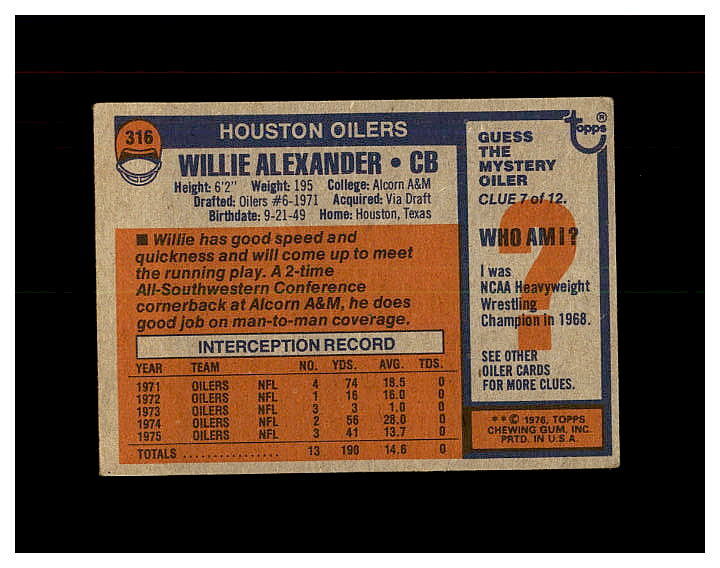 316
HOUSTON OILERS
WILLIE ALEXANDER • CB
Height: 6'2" Weight: 195 College: Alcorn A&M
Drafted: Oilers #6-1971 Acquired: Via Draft
Birthdate: 9-21-49 Home: Houston, Texas
■ Willie has good speed and
quickness and will come up to meet
the running play. A 2-time
All-Southwestern Conference
cornerback at Alcorn A&M, he does
good job on man-to-man coverage.
INTERCEPTION RECORD
YEAR TEAM NO. YDS. AVG. TDS.
1971 OILERS NFL 4 74 18.5 0
1972 OILERS NFL 1 16 16.0 0
1973 OILERS NFL 3 3 1.0 0
1974 OILERS NFL 2 56 28.0 0
1975 OILERS NFL 3 41 13.7 0
TOTALS ................ 13 190 14.6 0
Topps®
GUESS
THE
MYSTERY
OILER
CLUE 7 of 12.
?
WHO AM I?
I was
NCAA Heavyweight
Wrestling
Champion in 1968.
SEE OTHER
OILER CARDS
FOR MORE CLUES.
**© 1976, TOPPS
CHEWING GUM, INC.
PRTD. IN U.S.A.